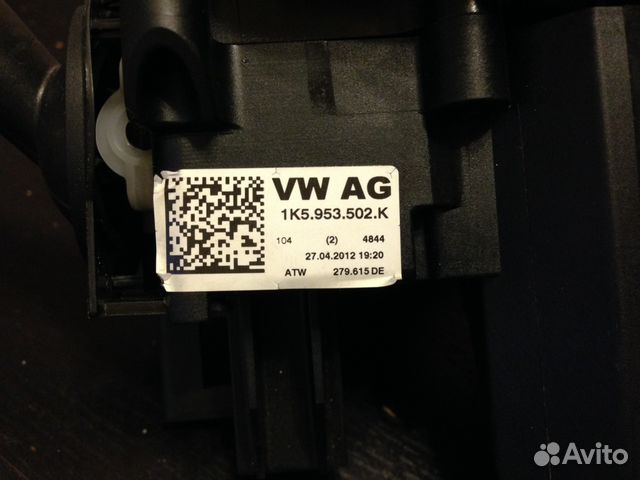 VW AG
1K5.953.502.K
104 (2) 4844
27.04.2012 19:20
ATW 279.615 DE
Avito